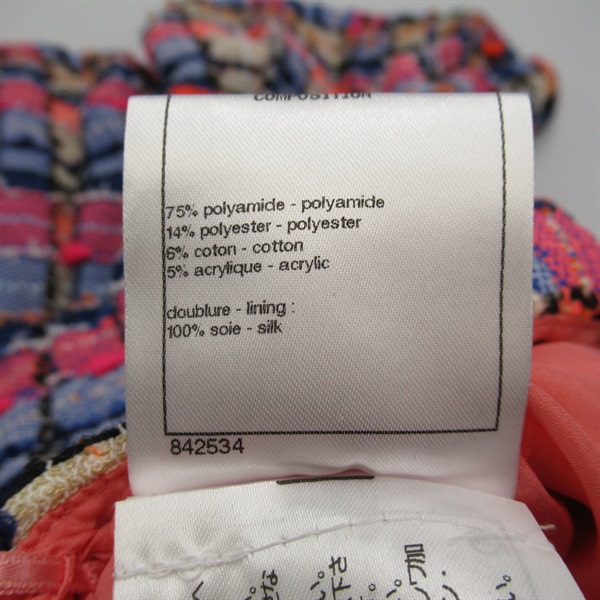 COMPOSITION
75% polyamide - polyamide
14% polyester - polyester
6% coton - cotton
5% acrylique - acrylic
doublure - lining :
100% soie - silk
842534